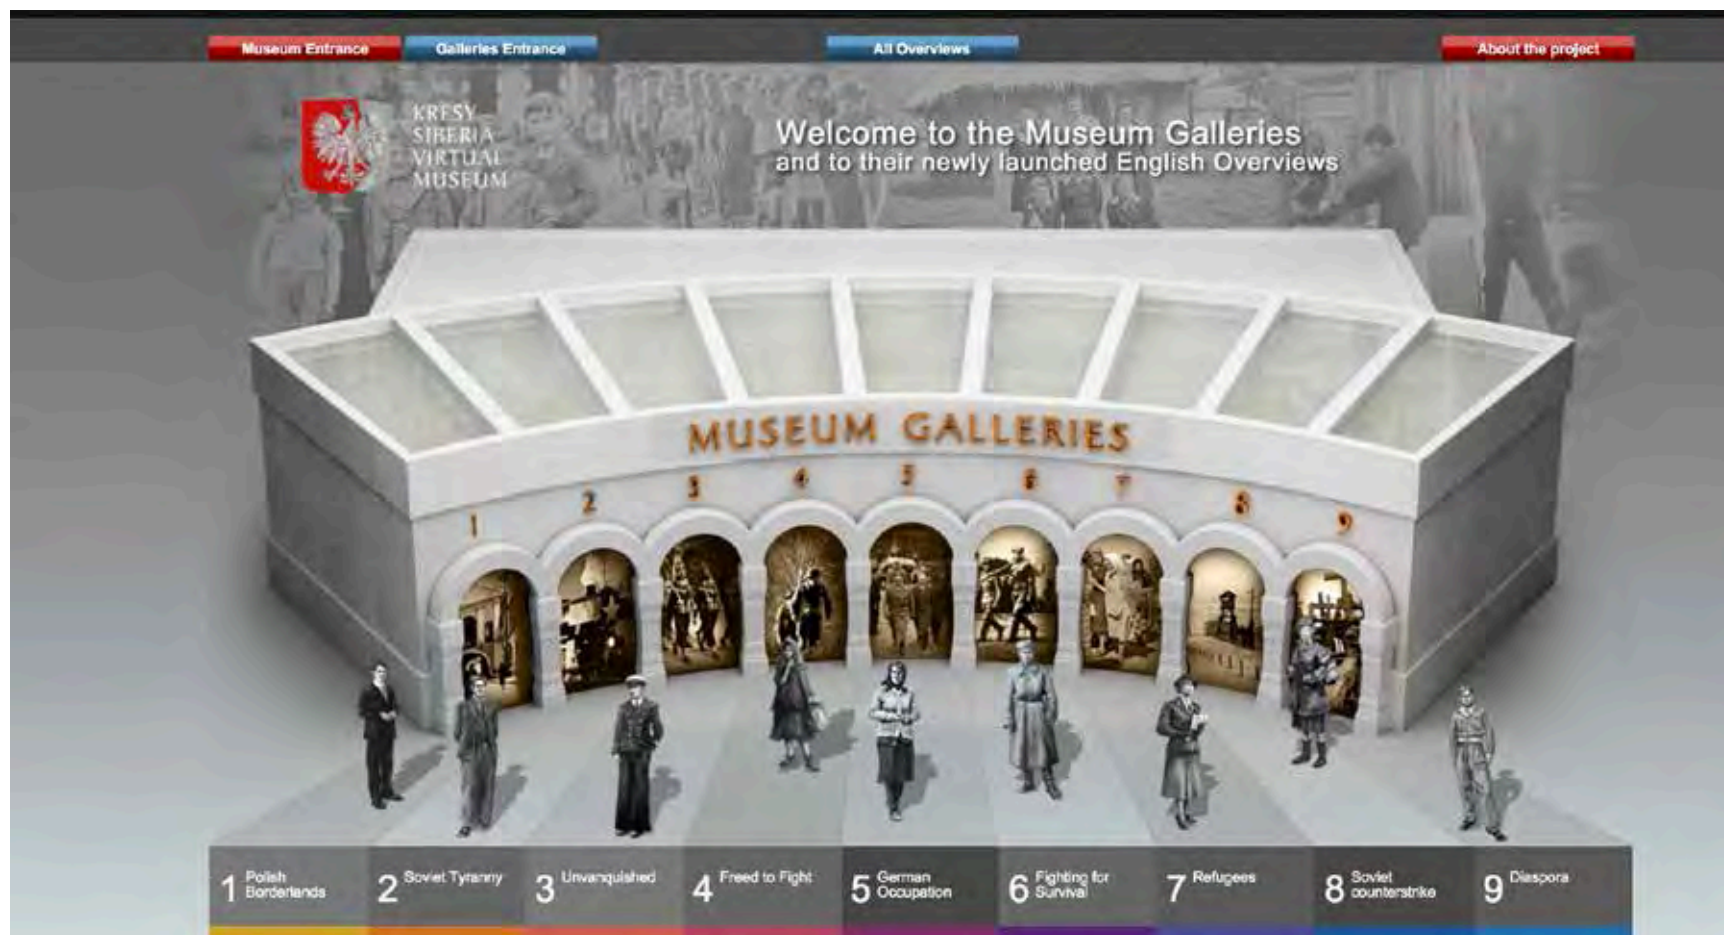 Museum Entrance
Galleries Entrance
All Overviews
About the project
KRESY
SIBERIA
VIRTUAL
MUSEUM
Welcome to the Museum Galleries
and to their newly launched English Overviews
MUSEUM GALLERIES
1 2 3 4 5 6 7 8 9
1 Polish
Borderlands
2 Soviet Tyranny
3 Unvanquished
4 Freed to Fight
5 German
Occupation
6 Fighting for
Survival
7 Refugees
8 Soviet
counterstrike
9 Diaspora